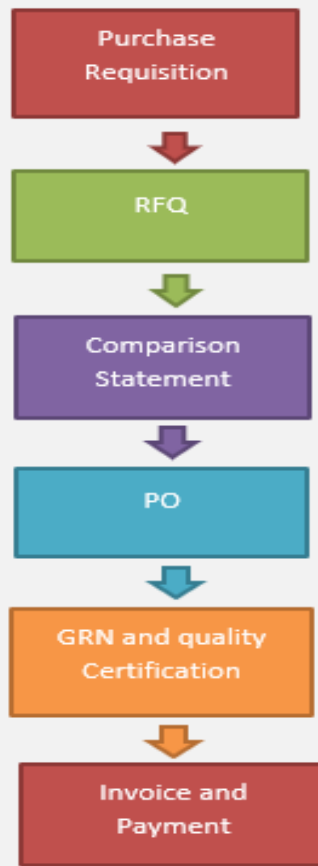 Purchase
Requisition
RFQ
Comparison
Statement
PO
GRN and quality
Certification
Invoice and
Payment